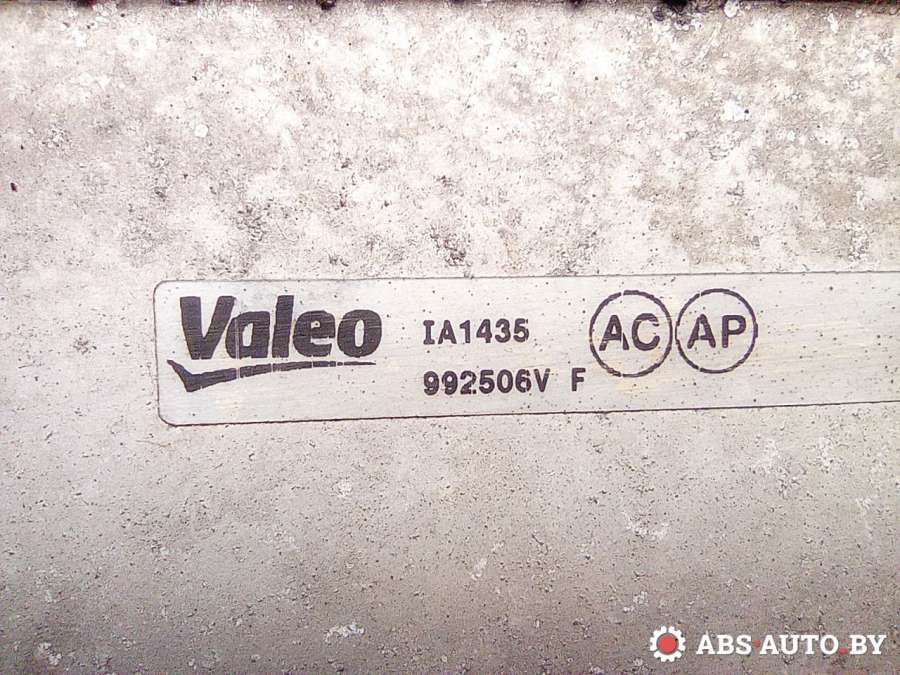 Valeo
IA1435
992506V F
AC AP
ABS-AUTO.BY